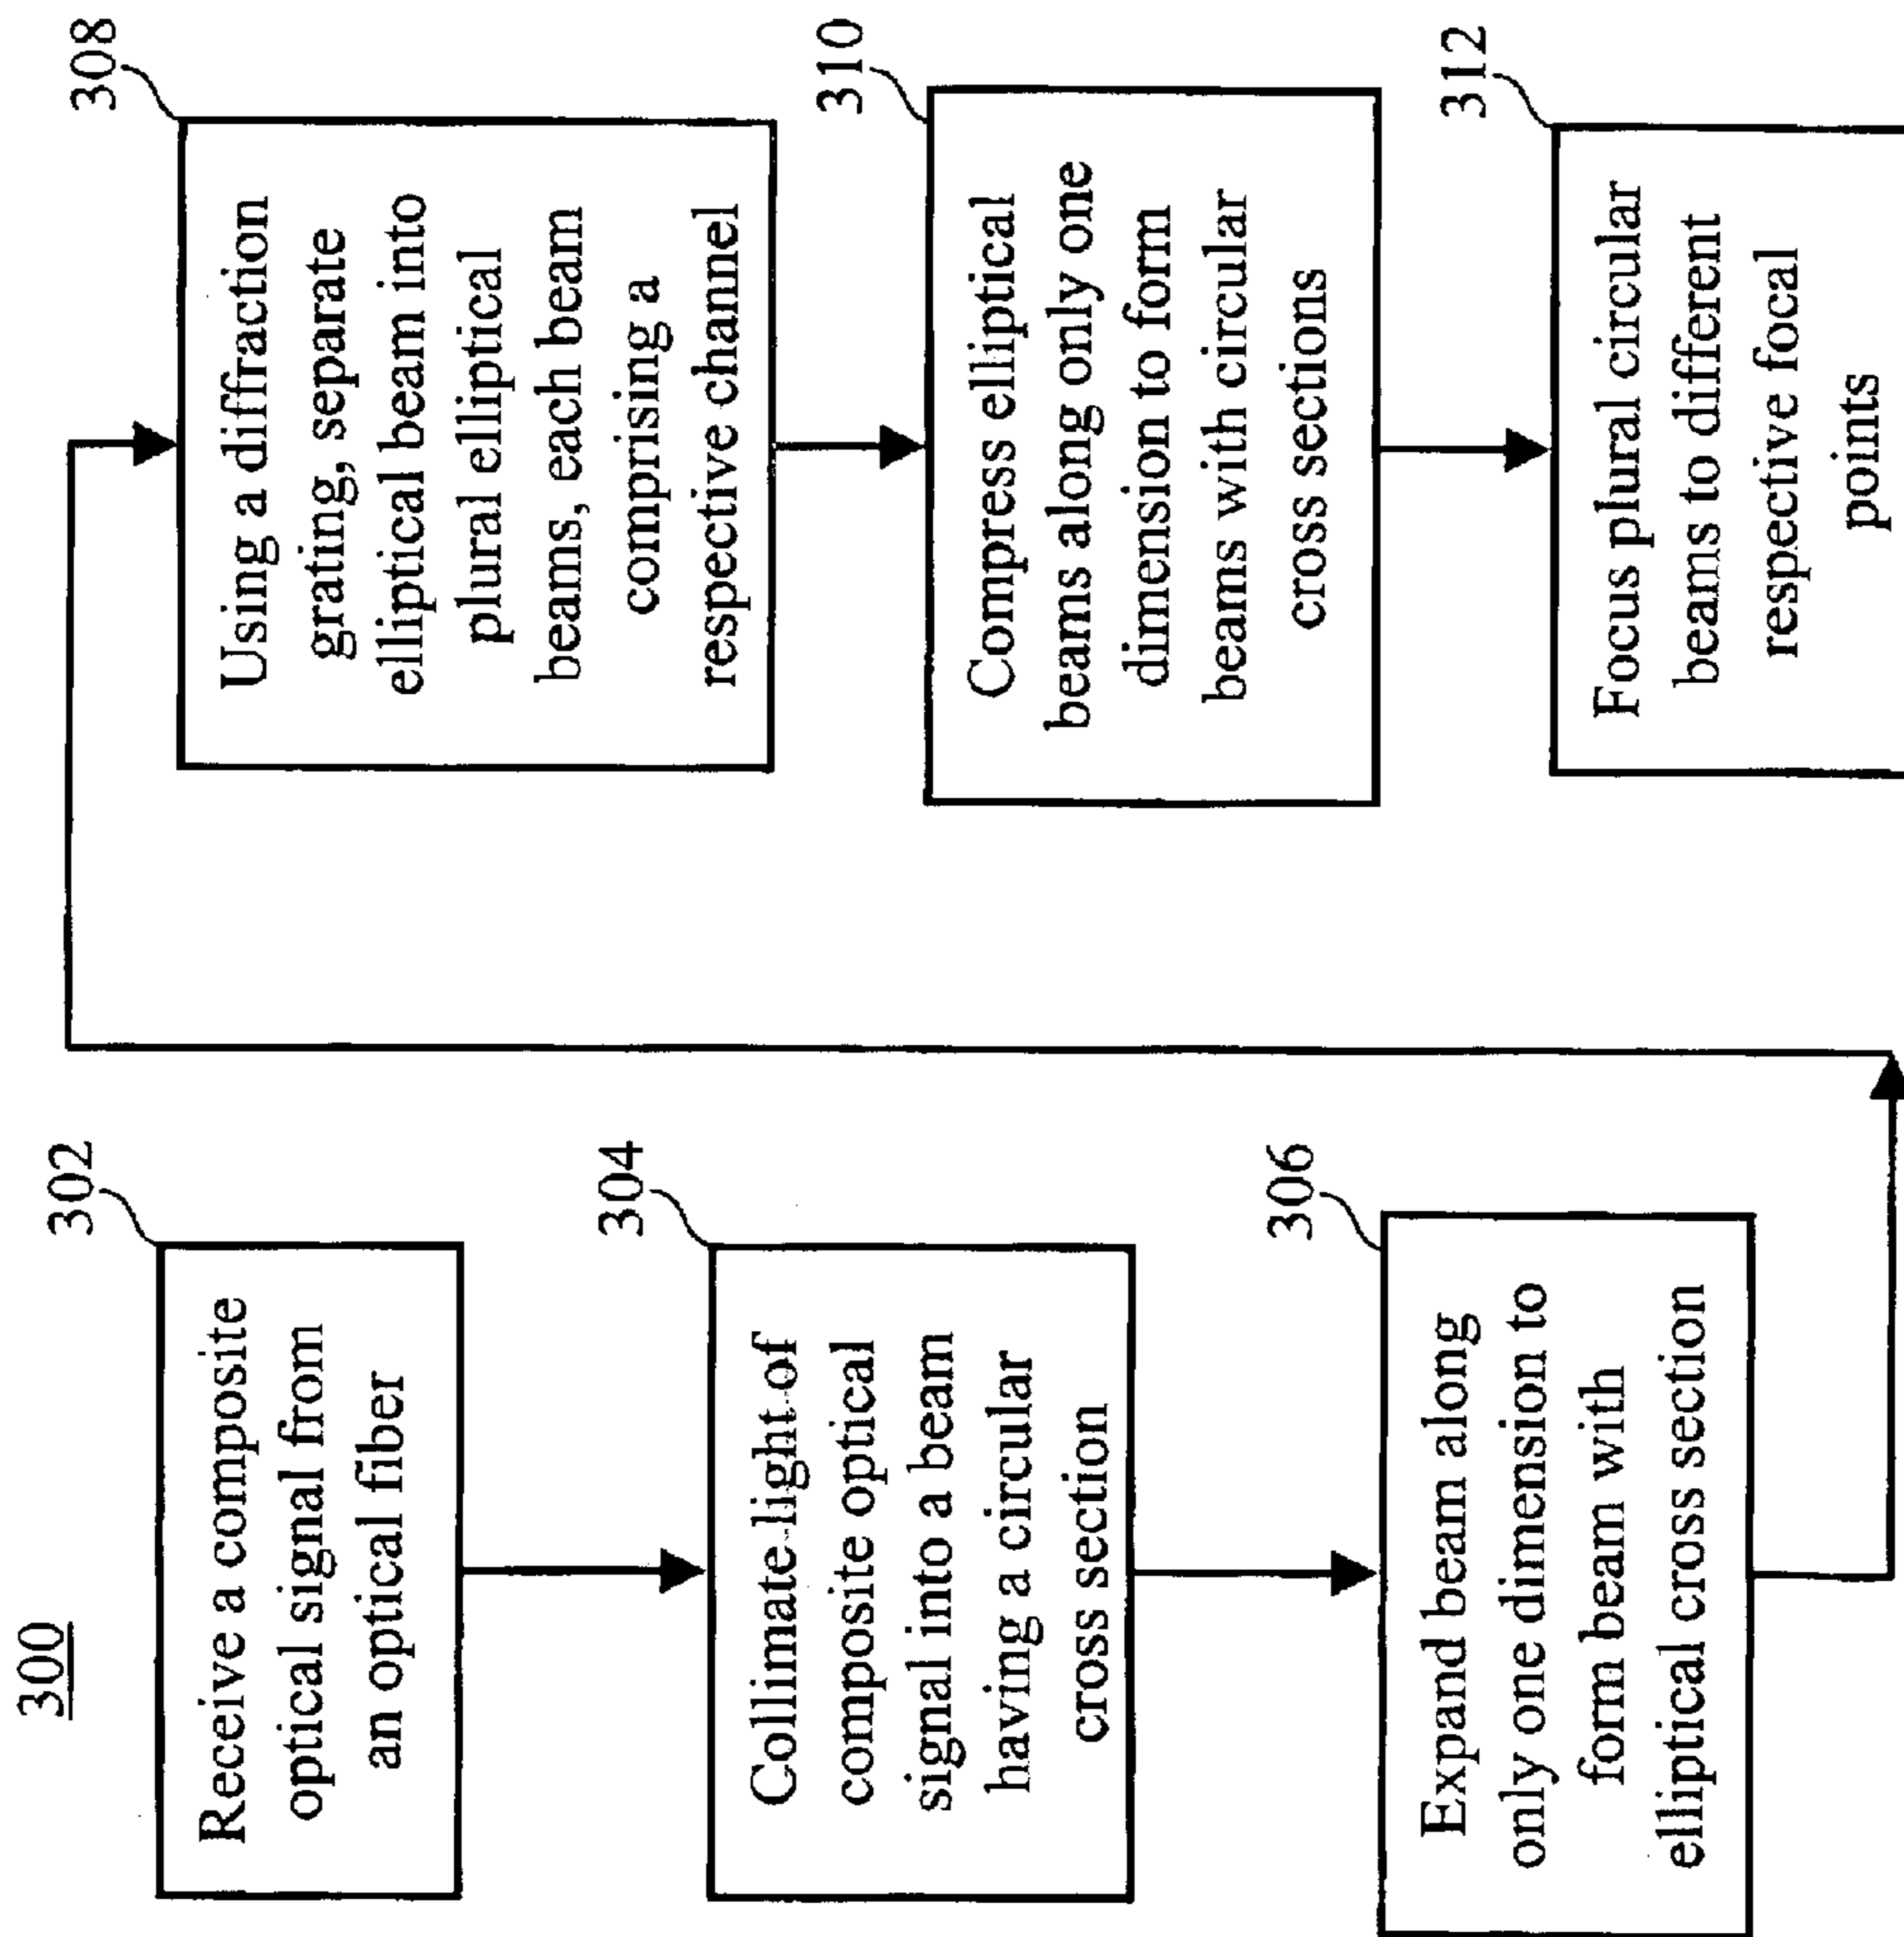 300
302
Receive a composite
optical signal from
an optical fiber
304
Collimate light of
composite optical
signal into a beam
having a circular
cross section
306
Expand beam along
only one dimension to
form beam with
elliptical cross section
308
Using a diffraction
grating, separate
elliptical beam into
plural elliptical
beams, each beam
comprising a
respective channel
310
Compress elliptical
beams along only one
dimension to form
beams with circular
cross sections
312
Focus plural circular
beams to different
respective focal
points